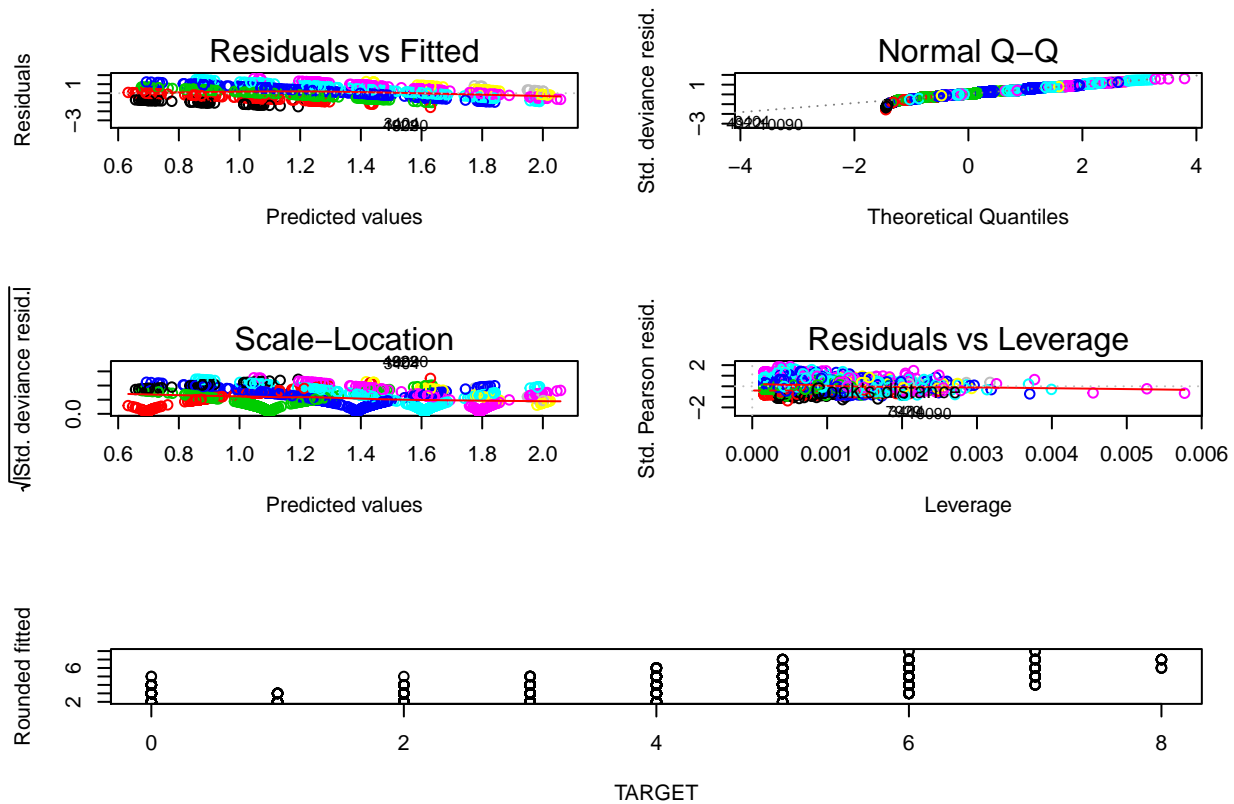 Residuals vs Fitted
Residuals
1
−3
0.6 0.8 1.0 1.2 1.4 1.6 1.8 2.0
Predicted values
Normal Q−Q
Std. deviance resid.
1
−3
−4 −2 0 2 4
Theoretical Quantiles
Scale−Location
√|Std. deviance resid.|
0.0
0.6 0.8 1.0 1.2 1.4 1.6 1.8 2.0
Predicted values
Residuals vs Leverage
Std. Pearson resid.
2
−2
Cook's distance
0.000 0.001 0.002 0.003 0.004 0.005 0.006
Leverage
Rounded fitted
6
2
0 2 4 6 8
TARGET